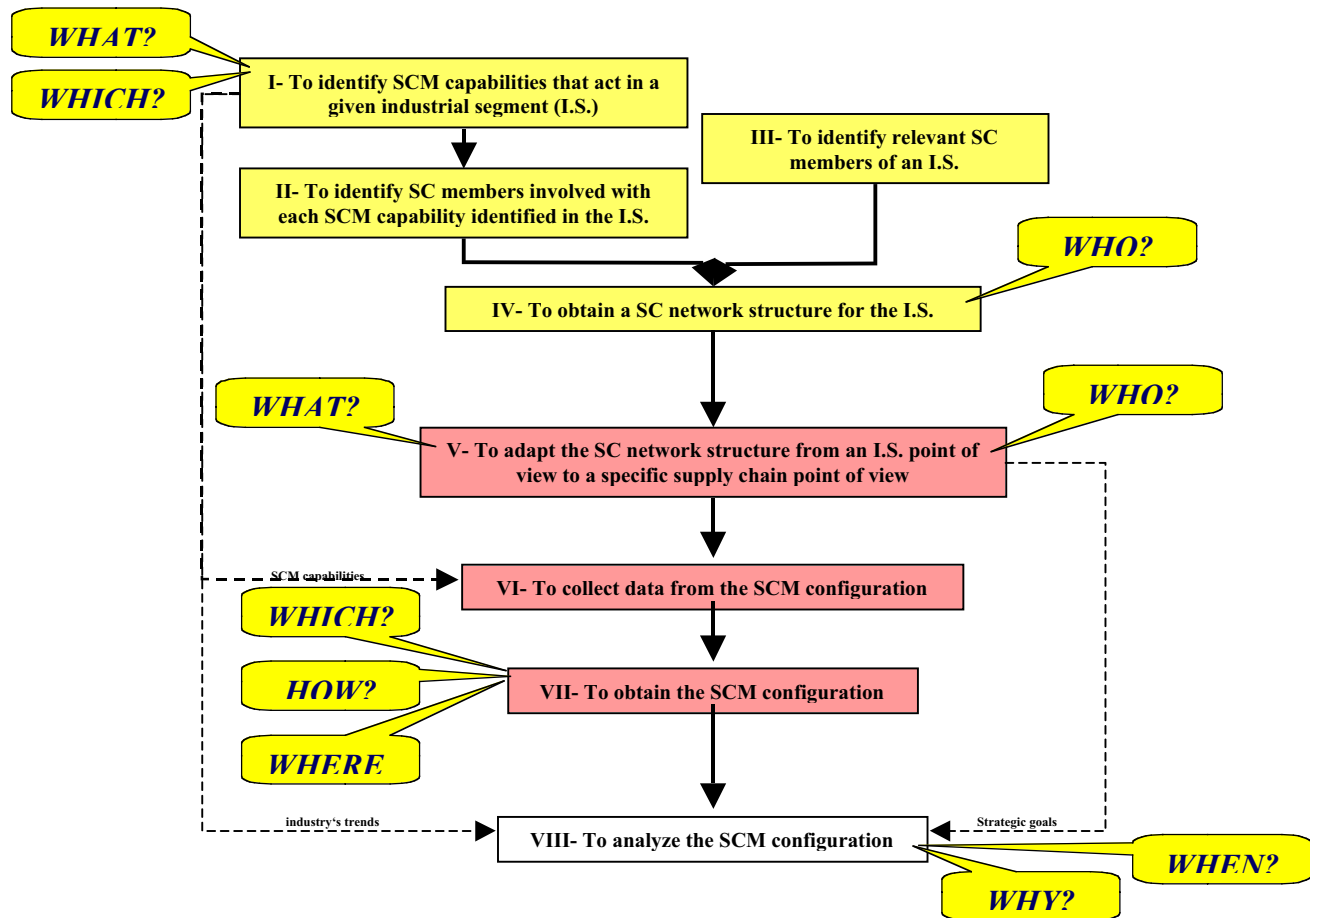 WHAT?
WHICH?
I- To identify SCM capabilities that act in a
given industrial segment (I.S.)
III- To identify relevant SC
members of an I.S.
II- To identify SC members involved with
each SCM capability identified in the I.S.
WHO?
IV- To obtain a SC network structure for the I.S.
WHAT?
WHO?
V- To adapt the SC network structure from an I.S. point of
view to a specific supply chain point of view
SCM capabilities
VI- To collect data from the SCM configuration
WHICH?
HOW?
VII- To obtain the SCM configuration
WHERE
industry‘s trends
Strategic goals
VIII- To analyze the SCM configuration
WHEN?
WHY?